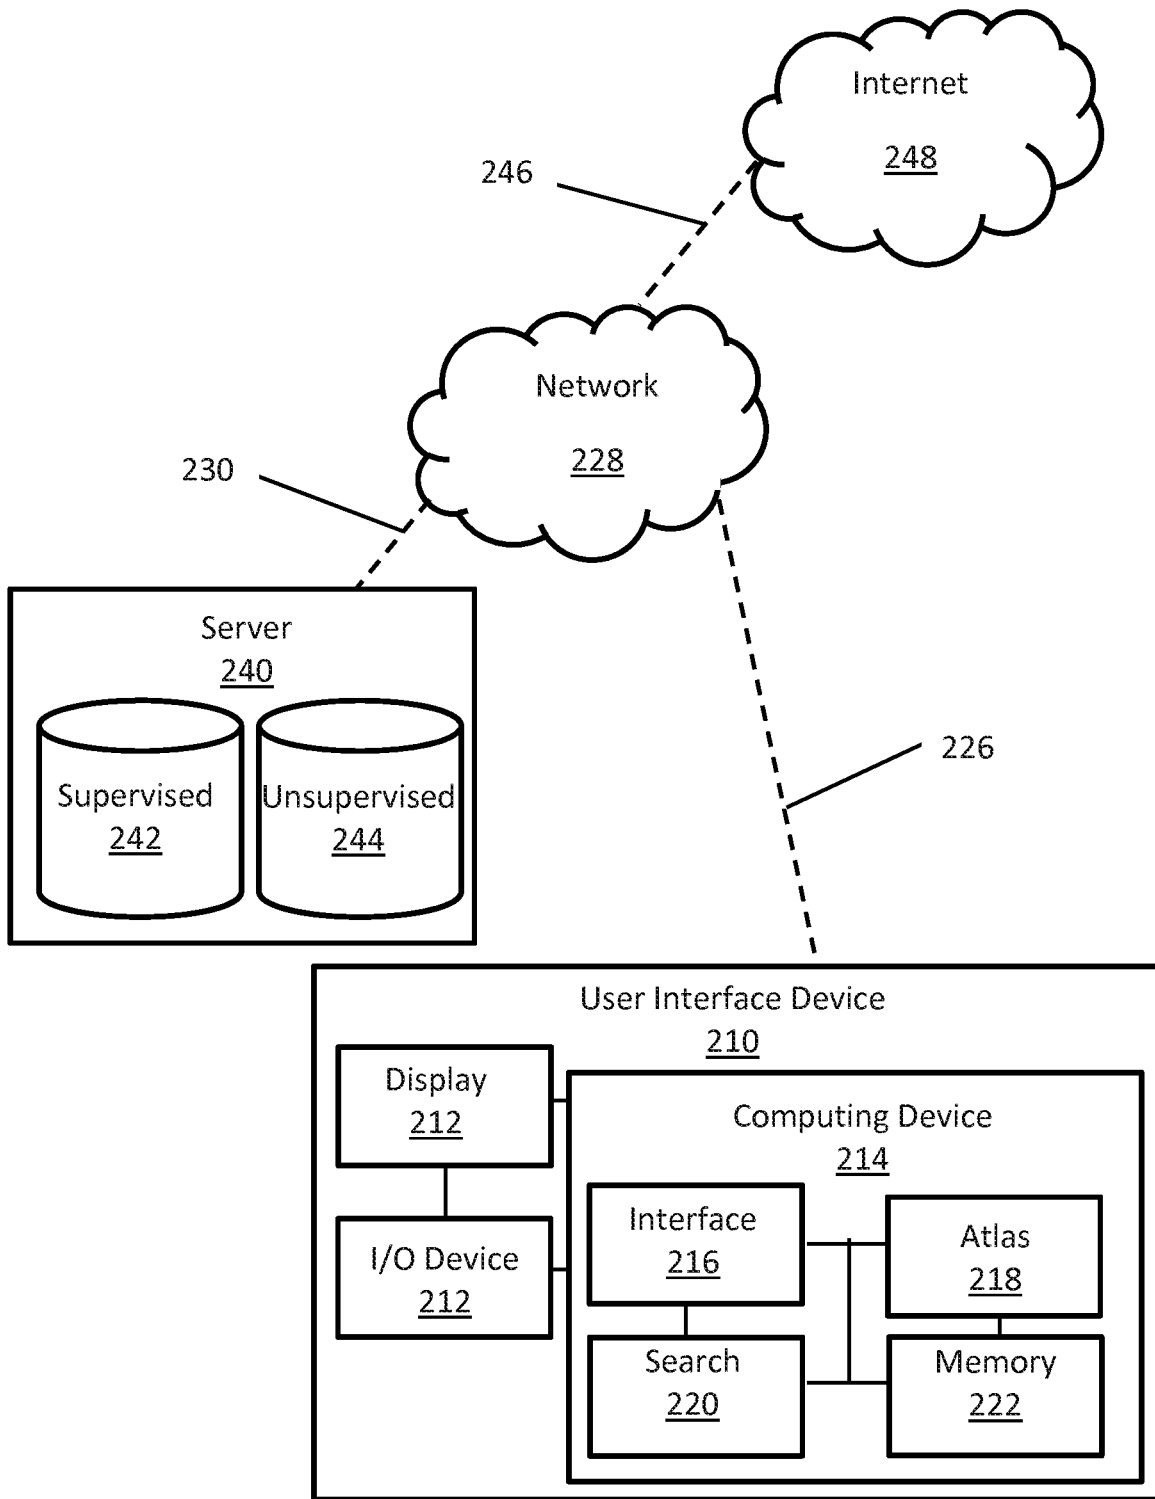 Internet
248
246
Network
228
230
Server
240
Supervised
242
Unsupervised
244
226
User Interface Device
210
Display
212
I/O Device
212
Computing Device
214
Interface
216
Atlas
218
Search
220
Memory
222